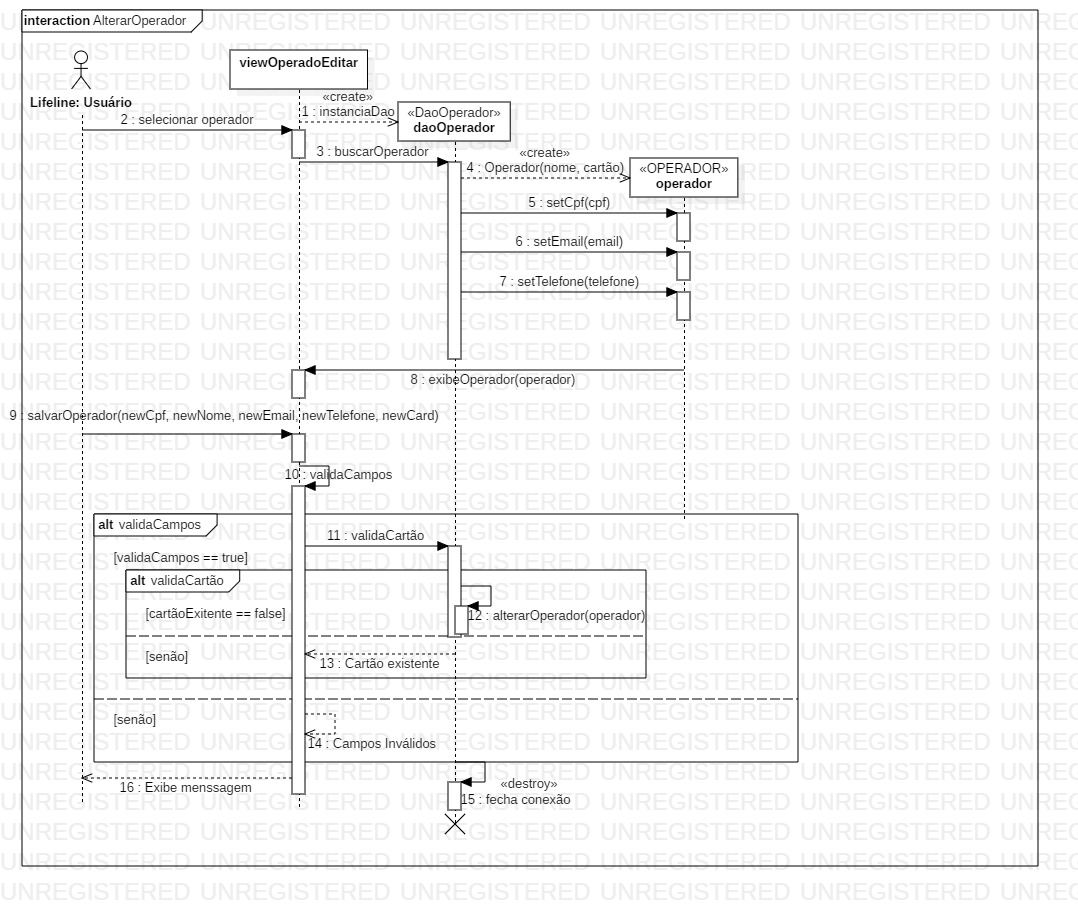 interaction AlterarOperador
viewOperadoEditar
Lifeline: Usuário
«create»
1 : instanciaDao
«DaoOperador»
daoOperador
2 : selecionar operador
3 : buscarOperador
«create»
4 : Operador(nome, cartão)
«OPERADOR»
operador
5 : setCpf(cpf)
6 : setEmail(email)
7 : setTelefone(telefone)
8 : exibeOperador(operador)
9 : salvarOperador(newCpf, newNome, newEmail, newTelefone, newCard)
10 : validaCampos
alt validaCampos
11 : validaCartão
[validaCampos == true]
alt validaCartão
[cartãoExitente == false]
12 : alterarOperador(operador)
[senão]
13 : Cartão existente
[senão]
14 : Campos Inválidos
16 : Exibe menssagem
«destroy»
15 : fecha conexão
UNREGISTERED